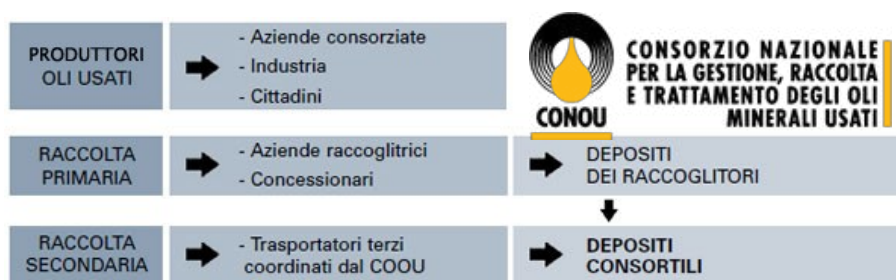 PRODUTTORI
OLI USATI
- Aziende consorziate
- Industria
- Cittadini
CONOU
CONSORZIO NAZIONALE
PER LA GESTIONE, RACCOLTA
E TRATTAMENTO DEGLI OLI
MINERALI USATI
RACCOLTA
PRIMARIA
- Aziende raccoglitrici
- Concessionari
DEPOSITI
DEI RACCOGLITORI
RACCOLTA
SECONDARIA
- Trasportatori terzi
coordinati dal COOU
DEPOSITI
CONSORTILI